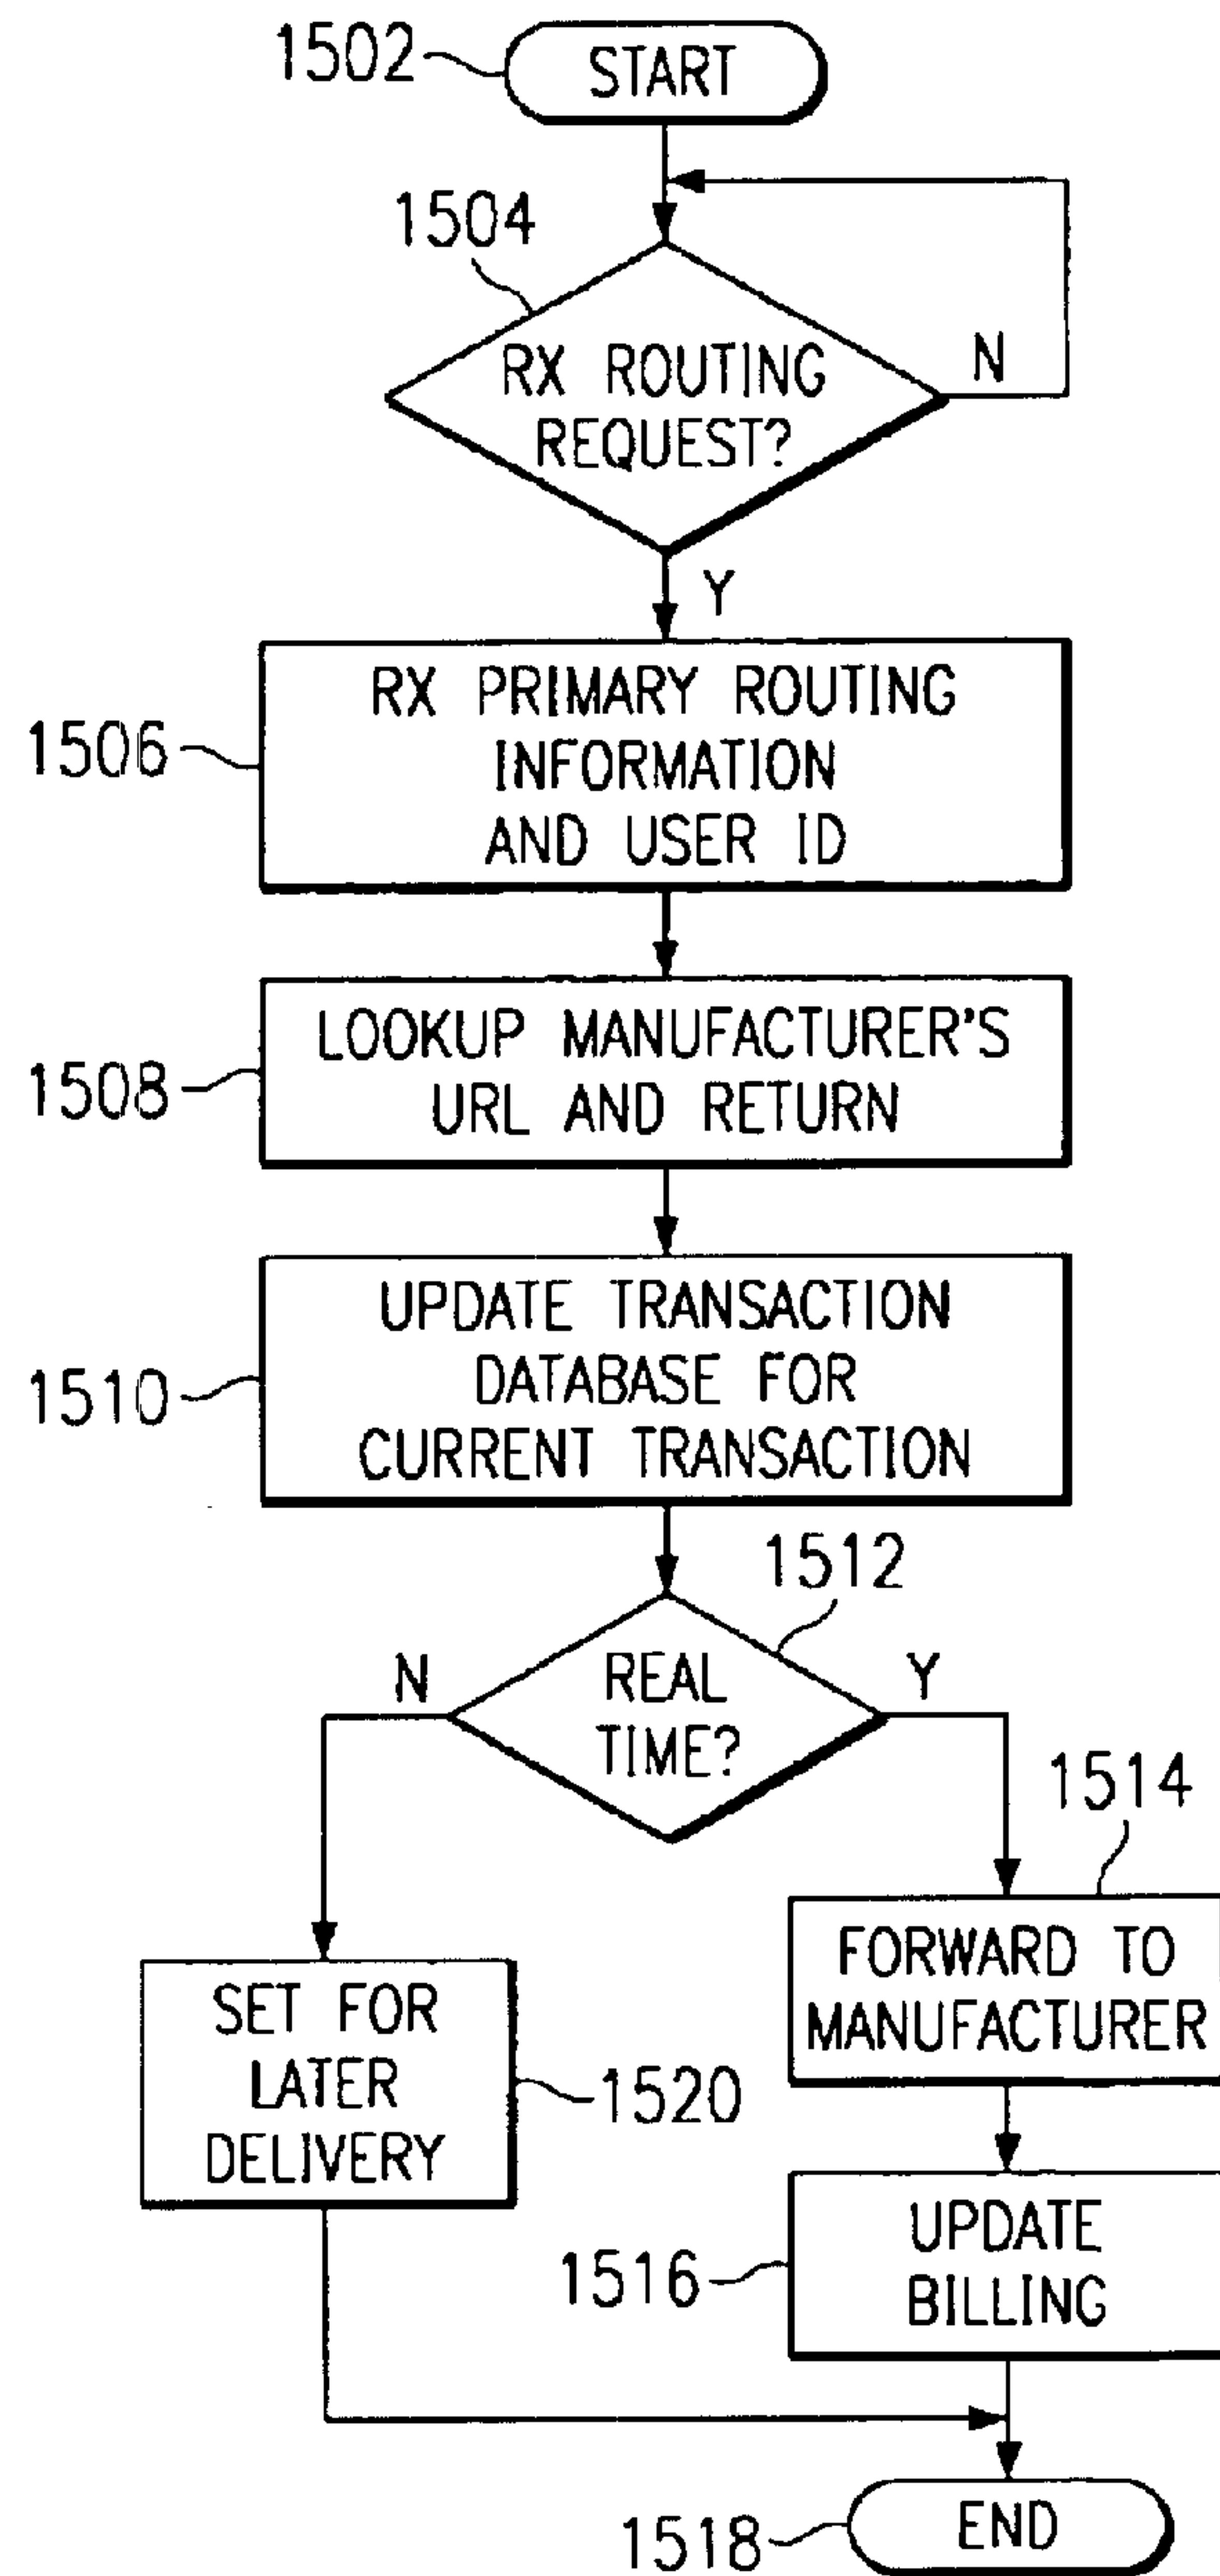 1502
START
1504
RX ROUTING
REQUEST?
N
Y
1506
RX PRIMARY ROUTING
INFORMATION
AND USER ID
1508
LOOKUP MANUFACTURER'S
URL AND RETURN
1510
UPDATE TRANSACTION
DATABASE FOR
CURRENT TRANSACTION
1512
N
REAL
TIME?
Y
1514
FORWARD TO
MANUFACTURER
SET FOR
LATER
DELIVERY
1520
1516
UPDATE
BILLING
1518
END